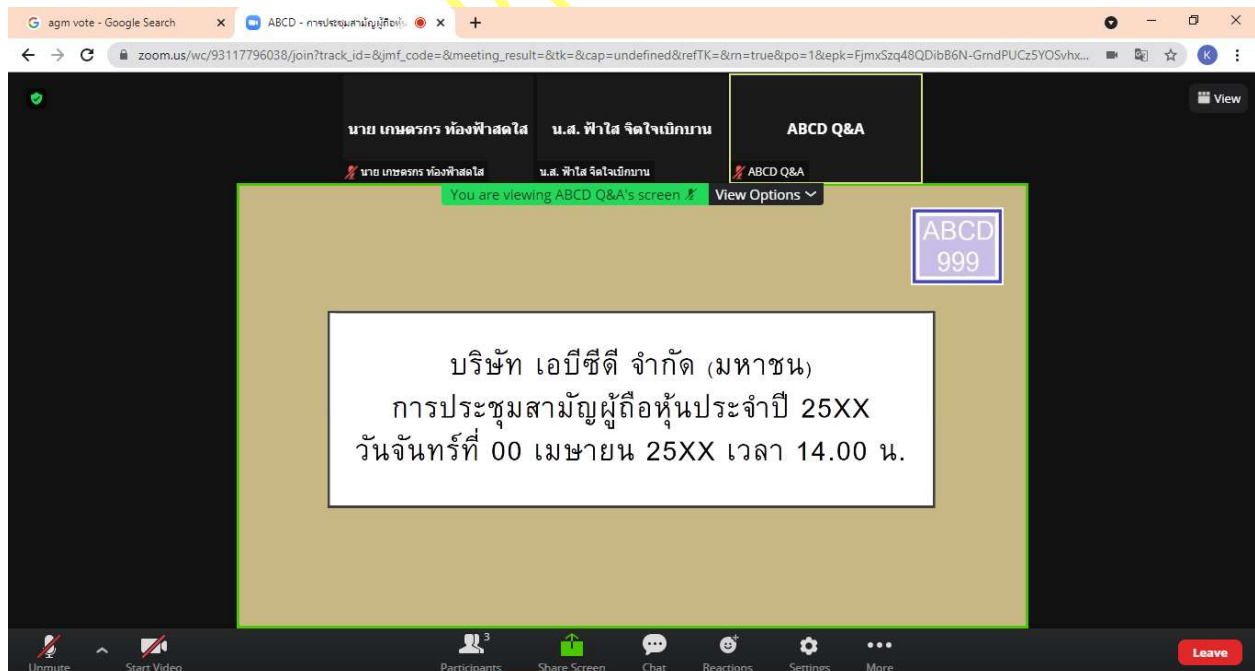 agm vote - Google Search
ABCD - การประชุมสามัญผู้ถือหุ้น
zoom.us/wc/93117796038/join?track_id=&jmf_code=&meeting_result=&tk=&cap=undefined&refTK=&rn=true&po=1&epk=FjmxSzq48QDibB6N-GrndPUCz5YOSvhx...
K
View
นาย เกษตรกร ท้องฟ้าสดใส
น.ส. ฟ้าใส จิตใจเบิกบาน
ABCD Q&A
นาย เกษตรกร ท้องฟ้าสดใส
น.ส. ฟ้าใส จิตใจเบิกบาน
ABCD Q&A
You are viewing ABCD Q&A's screen
View Options
ABCD
999
บริษัท เอบีซีดี จำกัด (มหาชน)
การประชุมสามัญผู้ถือหุ้นประจำปี 25XX
วันจันทร์ที่ 00 เมษายน 25XX เวลา 14.00 น.
Unmute
Start Video
Participants
3
Share Screen
Chat
Reactions
Settings
More
Leave